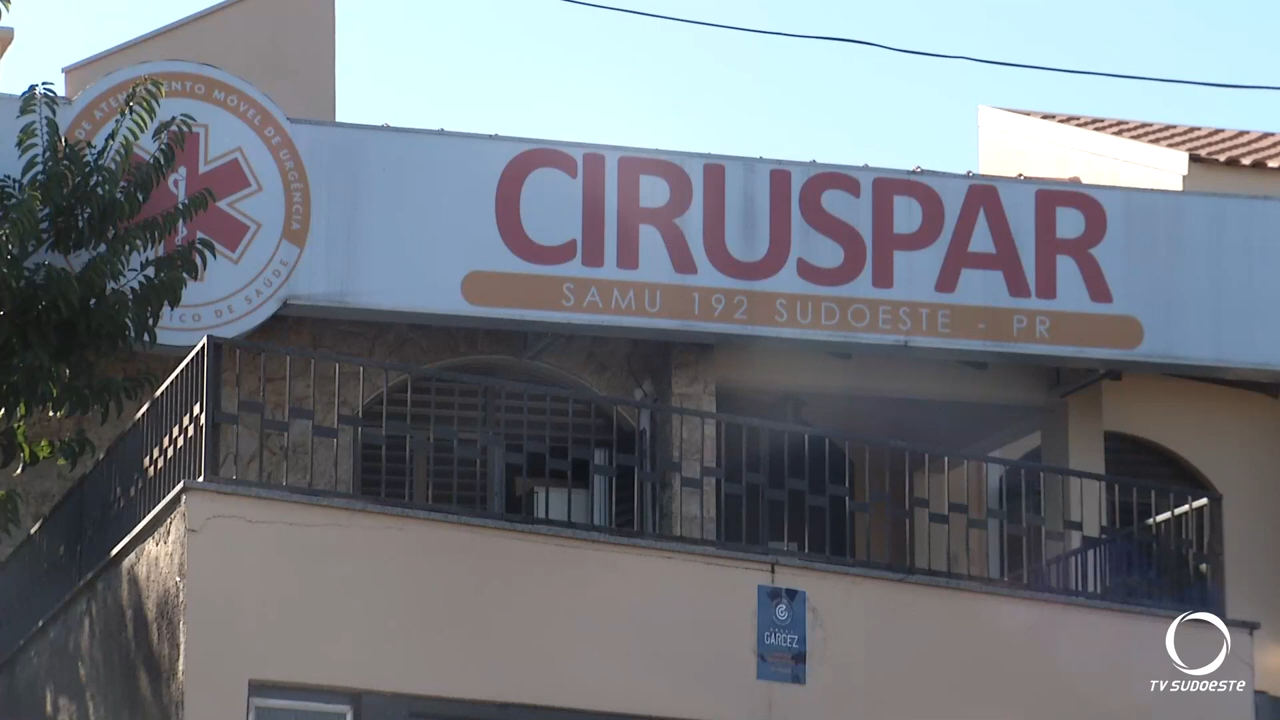 DE ATENDIMENTO MÓVEL DE URGÊNCIA
DE SAÚDE
CIRUSPAR
SAMU 192 SUDOESTE - PR
GARCEZ
TV SUDOESTE